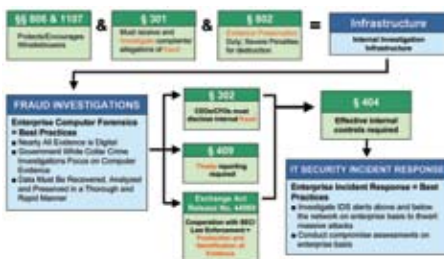 §§ 806 & 1107
Protects/Encourages
Whistleblowers
&
§ 301
Must receive and
investigate complaints/
allegations of fraud
&
§ 802
Evidence Preservation
Duty; Severe Penalties
for destruction
=
Infrastructure
Internal Investigation
Infrastructure
FRAUD INVESTIGATIONS
Enterprise Computer Forensics
= Best Practices
Nearly All Evidence is Digital
Government White Collar Crime
Investigations Focus on Computer
Evidence
Data Must Be Recovered, Analyzed
and Preserved in a Thorough and
Rapid Manner
§ 302
CEOs/CFOs must
disclose internal fraud
§ 409
Timely reporting
required
Exchange Act
Release No. 44969
Cooperation with SEC/
Law Enforcement =
Production and
Identification of
Evidence
§ 404
Effective internal
controls required
IT SECURITY INCIDENT RESPONSE
Enterprise Incident Response = Best
Practices
Investigate IDS alerts above and below
the network on enterprise basis to thwart
massive attacks
Conduct compromise assessments on
enterprise basis